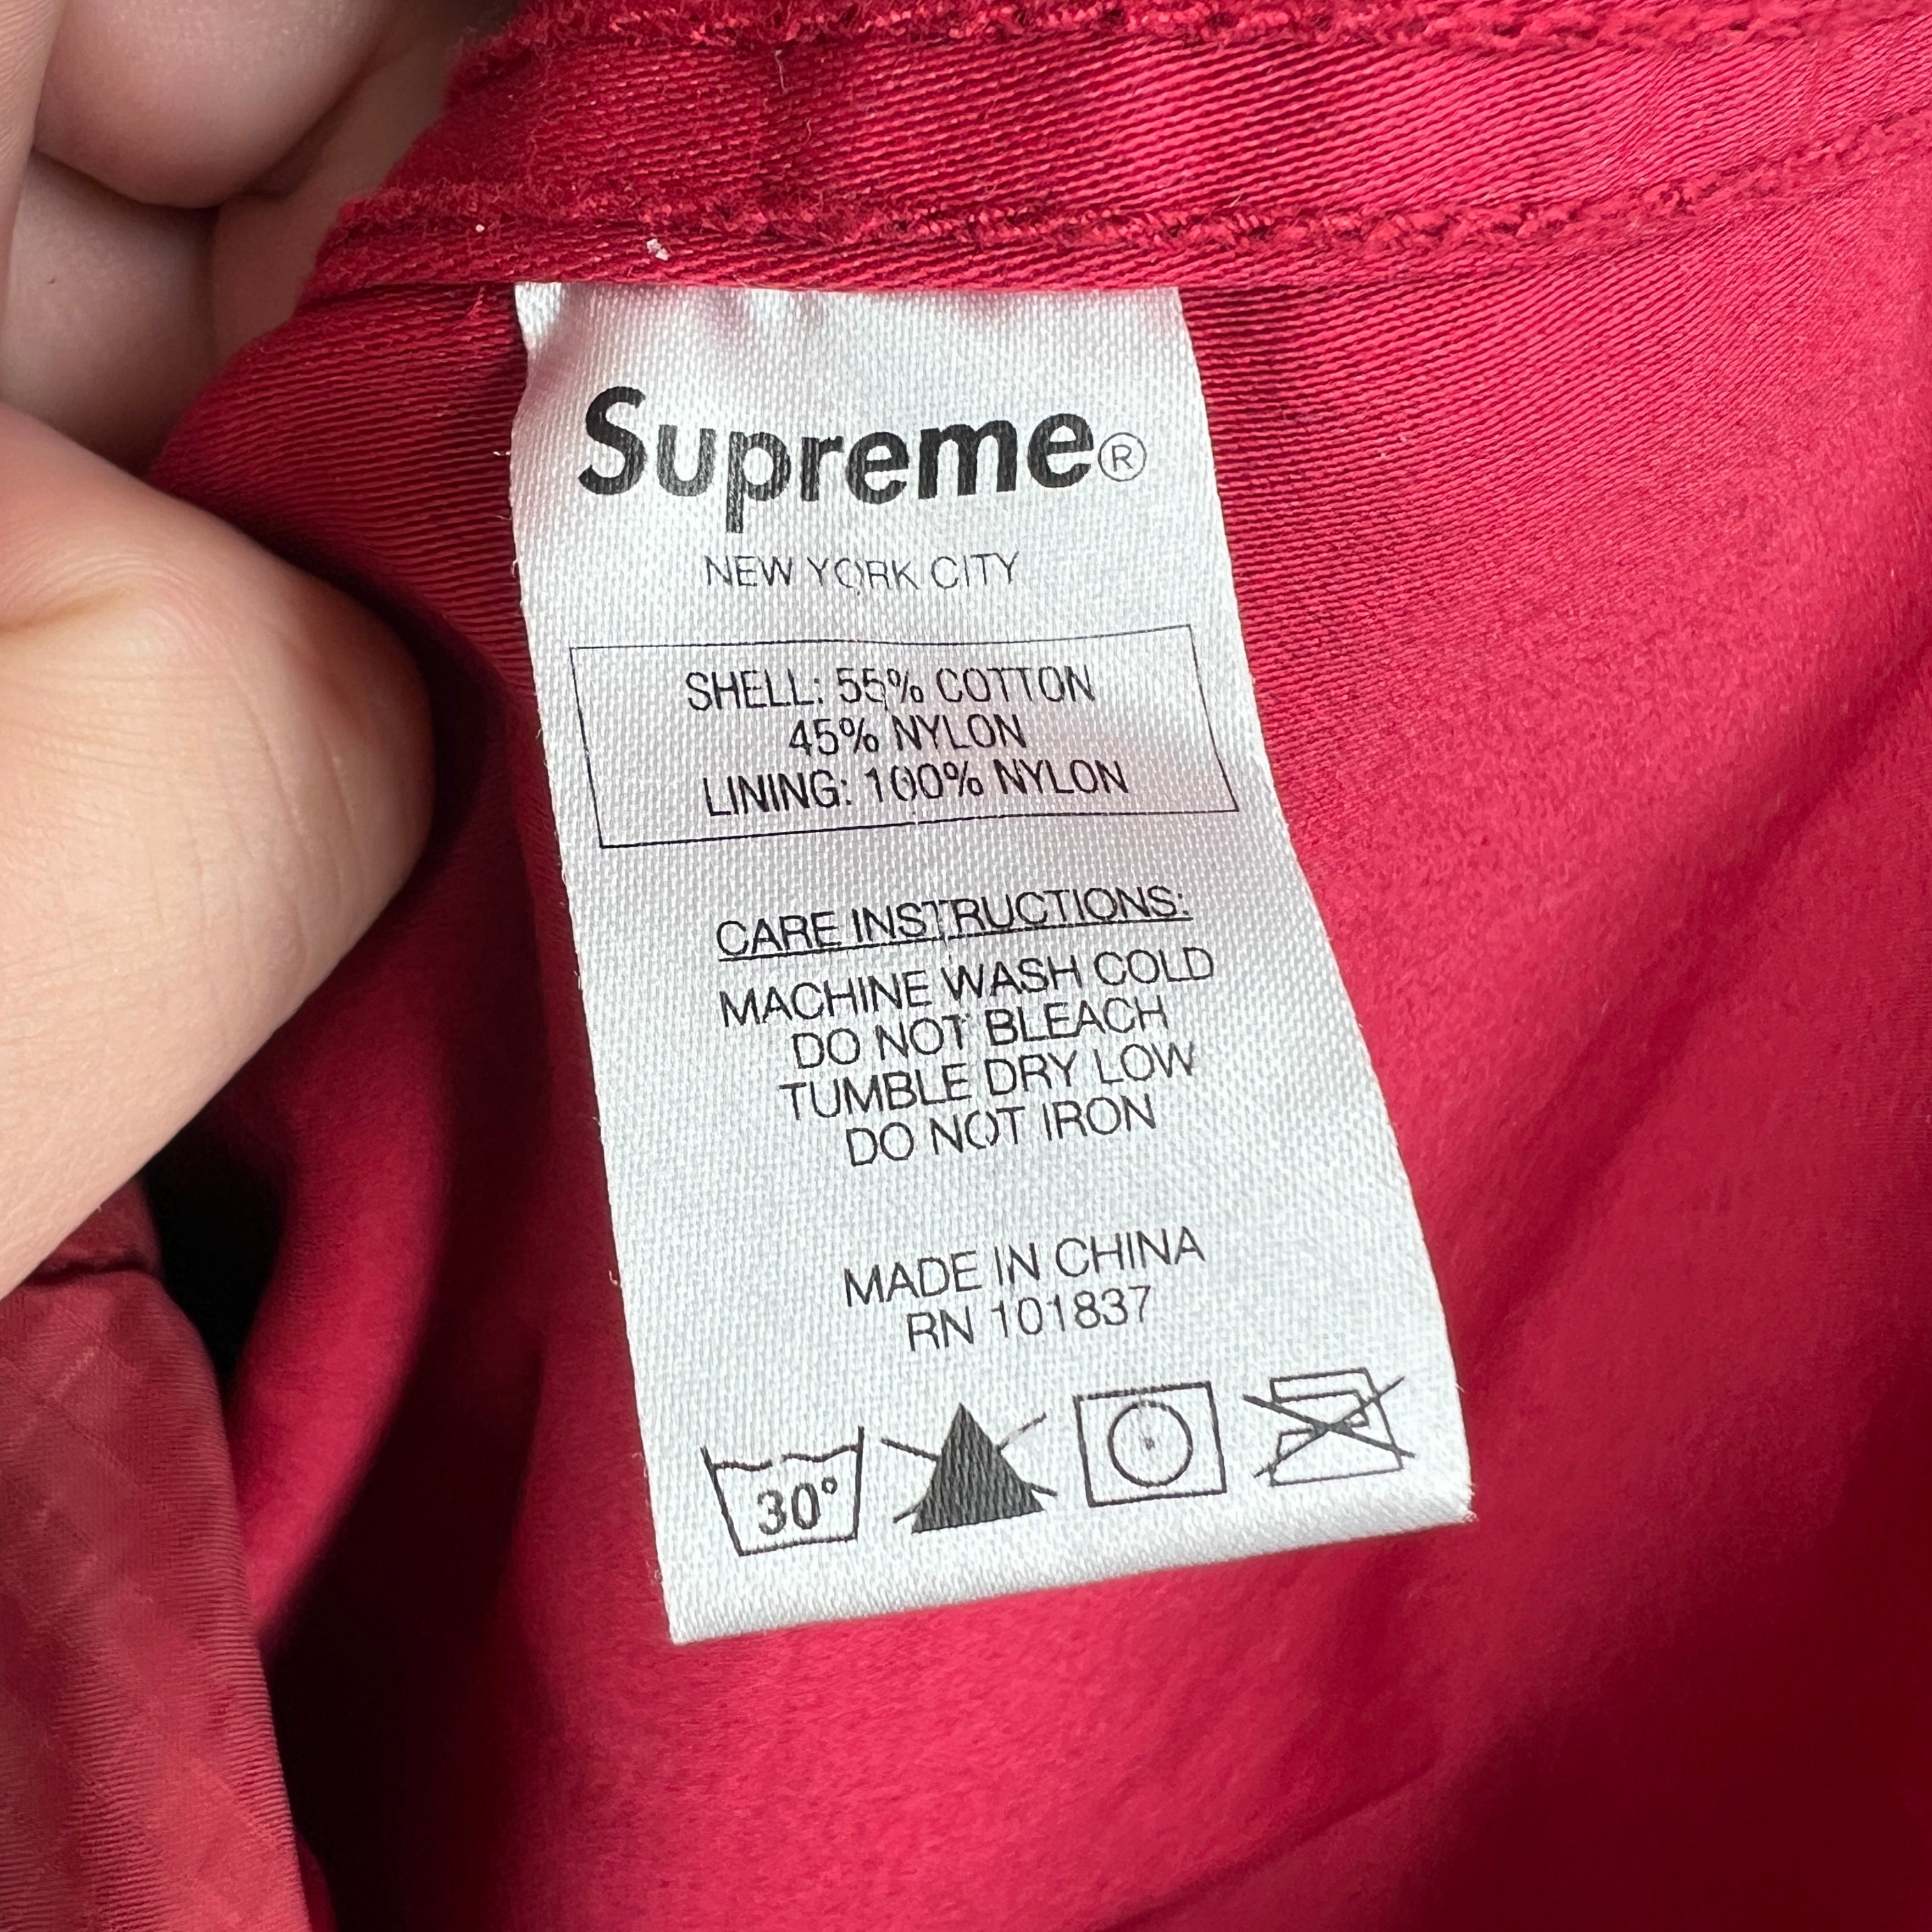 Supreme®
NEW YORK CITY
SHELL: 55% COTTON
45% NYLON
LINING: 100% NYLON
CARE INSTRUCTIONS:
MACHINE WASH COLD
DO NOT BLEACH
TUMBLE DRY LOW
DO NOT IRON
MADE IN CHINA
RN 101837
30°